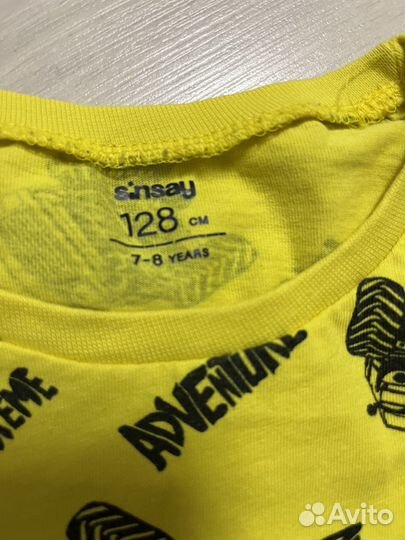 sinsay
128 CM
7-8 YEARS
ADVENTURE
Avito